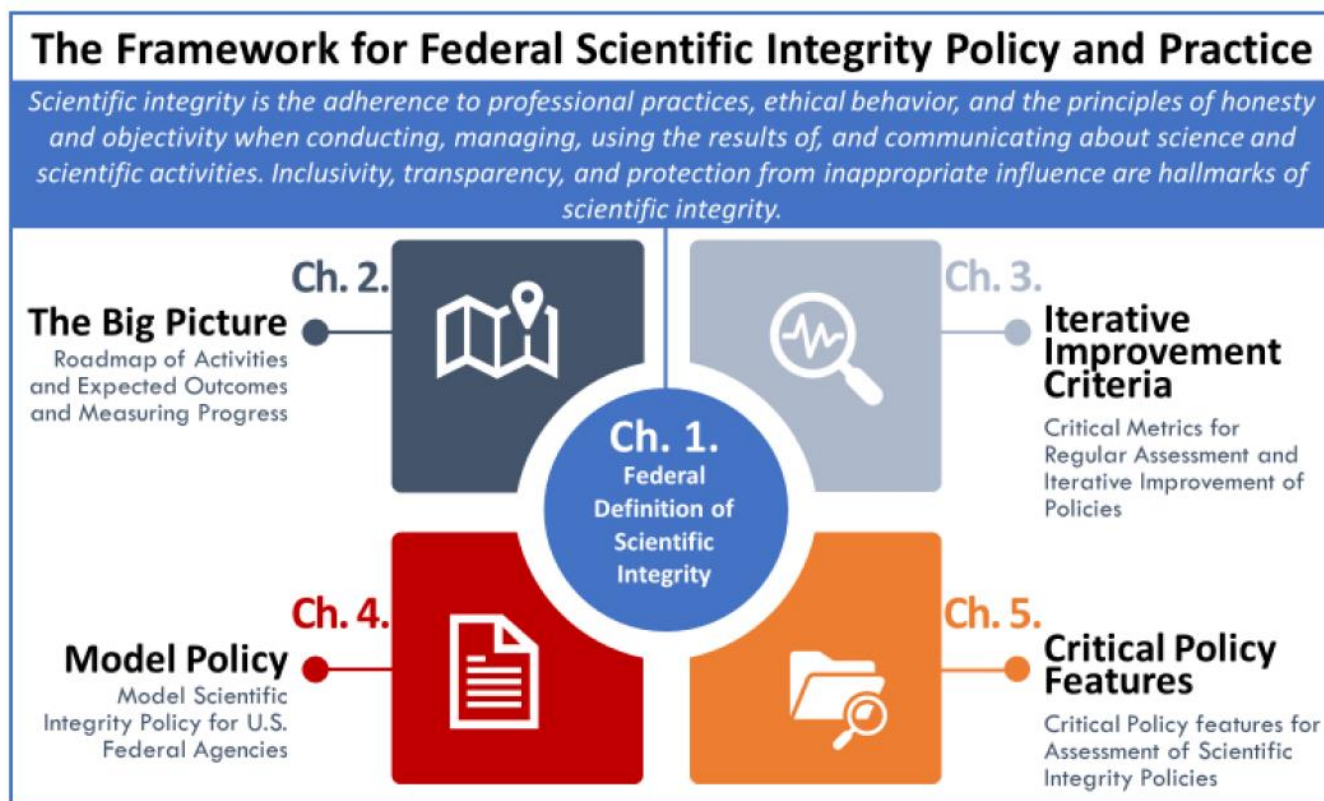 The Framework for Federal Scientific Integrity Policy and Practice
Scientific integrity is the adherence to professional practices, ethical behavior, and the principles of honesty
and objectivity when conducting, managing, using the results of, and communicating about science and
scientific activities. Inclusivity, transparency, and protection from inappropriate influence are hallmarks of
scientific integrity.
Ch. 1.
Federal
Definition of
Scientific
Integrity
Ch. 2.
The Big Picture
Roadmap of Activities
and Expected Outcomes
and Measuring Progress
Ch. 3.
Iterative
Improvement
Criteria
Critical Metrics for
Regular Assessment and
Iterative Improvement of
Policies
Ch. 4.
Model Policy
Model Scientific
Integrity Policy for U.S.
Federal Agencies
Ch. 5.
Critical Policy
Features
Critical Policy features for
Assessment of Scientific
Integrity Policies